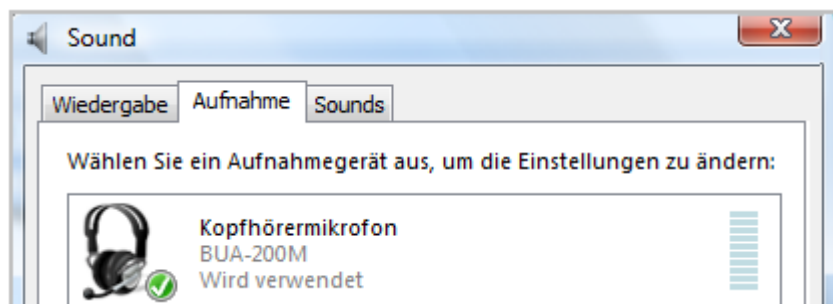 Sound
Wiedergabe Aufnahme Sounds
Wählen Sie ein Aufnahmegerät aus, um die Einstellungen zu ändern:
Kopfhörermikrofon
BUA-200M
Wird verwendet